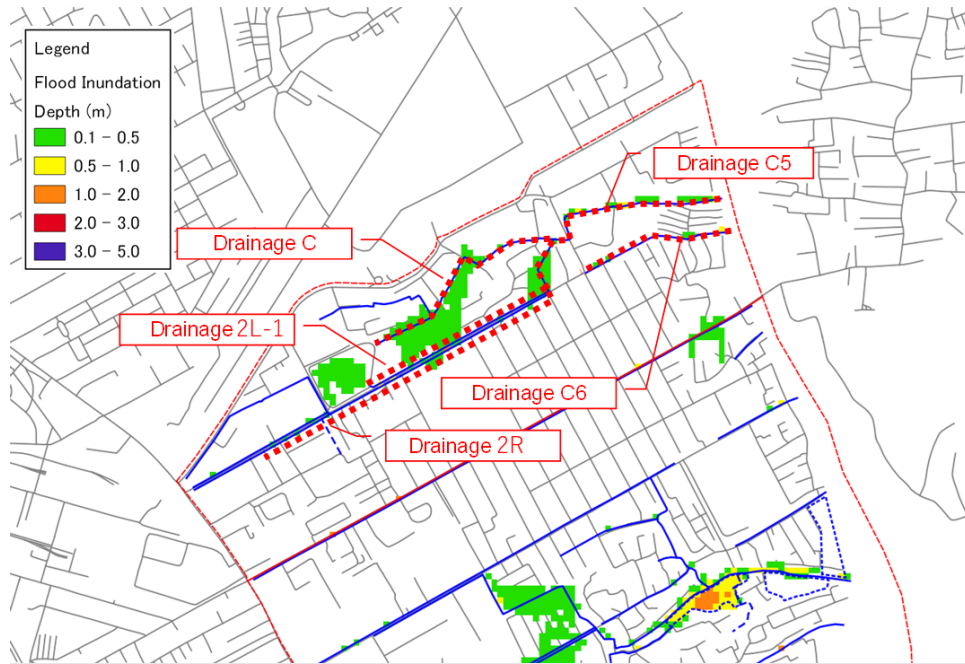 Legend
Flood Inundation
Depth (m)
0.1 - 0.5
0.5 - 1.0
1.0 - 2.0
2.0 - 3.0
3.0 - 5.0
Drainage C5
Drainage C
Drainage 2L-1
Drainage C6
Drainage 2R